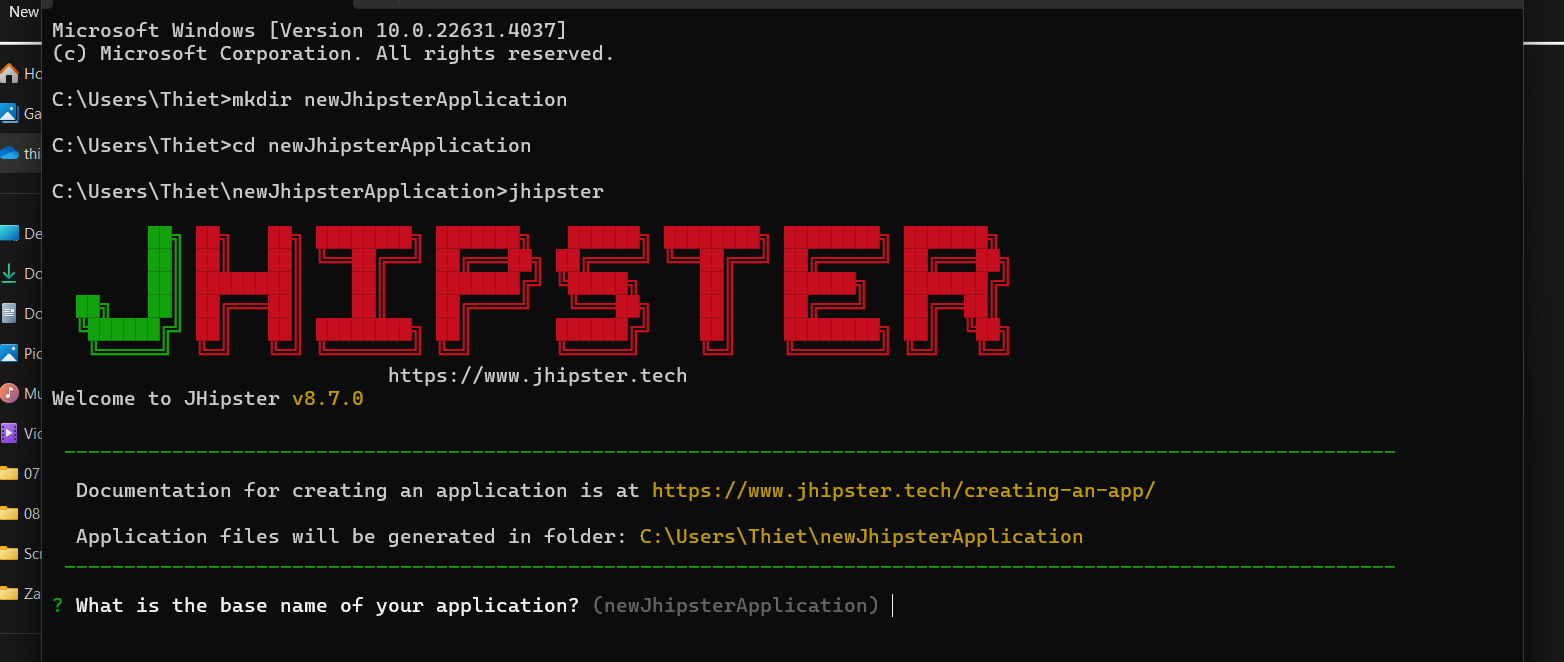 New
Microsoft Windows [Version 10.0.22631.4037]
(c) Microsoft Corporation. All rights reserved.
C:\Users\Thiet>mkdir newJhipsterApplication
C:\Users\Thiet>cd newJhipsterApplication
C:\Users\Thiet\newJhipsterApplication>jhipster
JHIPSTER
https://www.jhipster.tech
Welcome to JHipster v8.7.0
Documentation for creating an application is at https://www.jhipster.tech/creating-an-app/
Application files will be generated in folder: C:\Users\Thiet\newJhipsterApplication
? What is the base name of your application? (newJhipsterApplication)
Ho
Ga
thi
De
Do
Do
Pic
Mu
Vic
07
08
Scr
Za